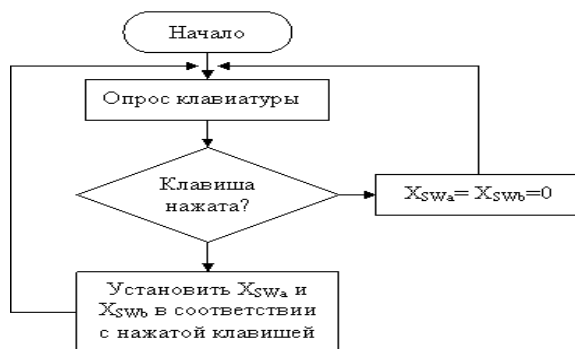 Начало
Опрос клавиатуры
Клавиша
нажата?
X_SWa= X_SWb=0
Установить X_SWa и
X_SWb в соответствии
с нажатой клавишей